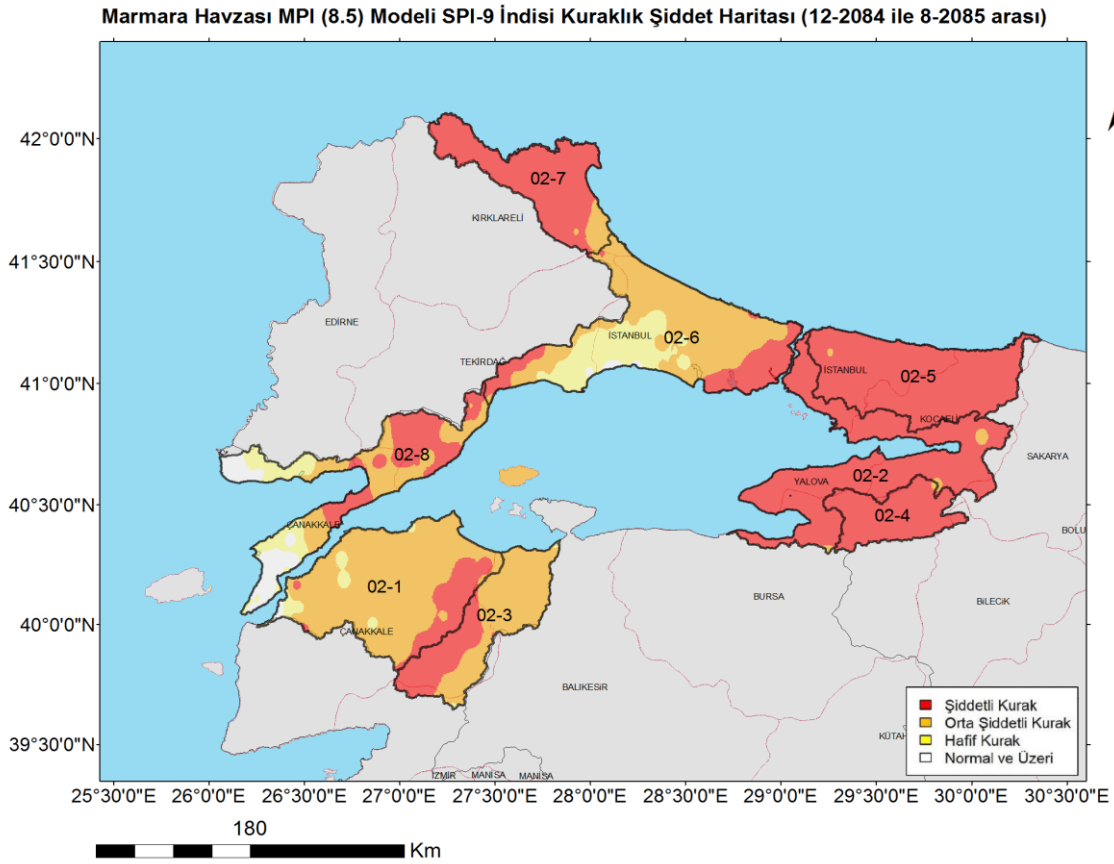 Marmara Havzası MPI (8.5) Modeli SPI-9 İndisi Kuraklık Şiddet Haritası (12-2084 ile 8-2085 arası)
42°0'0"N
41°30'0"N
41°0'0"N
40°30'0"N
40°0'0"N
39°30'0"N
02-7
KIRKLARELİ
EDİRNE
İSTANBUL
02-6
TEKİRDAĞ
İSTANBUL
02-5
KOCAELİ
02-8
SAKARYA
YALOVA
02-2
02-4
ÇANAKKALE
BOLU
02-1
02-3
BURSA
BİLECİK
ÇANAKKALE
BALIKESİR
KÜTAH
İZMİR
MANİSA
MANİSA
Şiddetli Kurak
Orta Şiddetli Kurak
Hafif Kurak
Normal ve Üzeri
25°30'0"E
26°0'0"E
26°30'0"E
27°0'0"E
27°30'0"E
28°0'0"E
28°30'0"E
29°0'0"E
29°30'0"E
30°0'0"E
30°30'0"E
180
Km